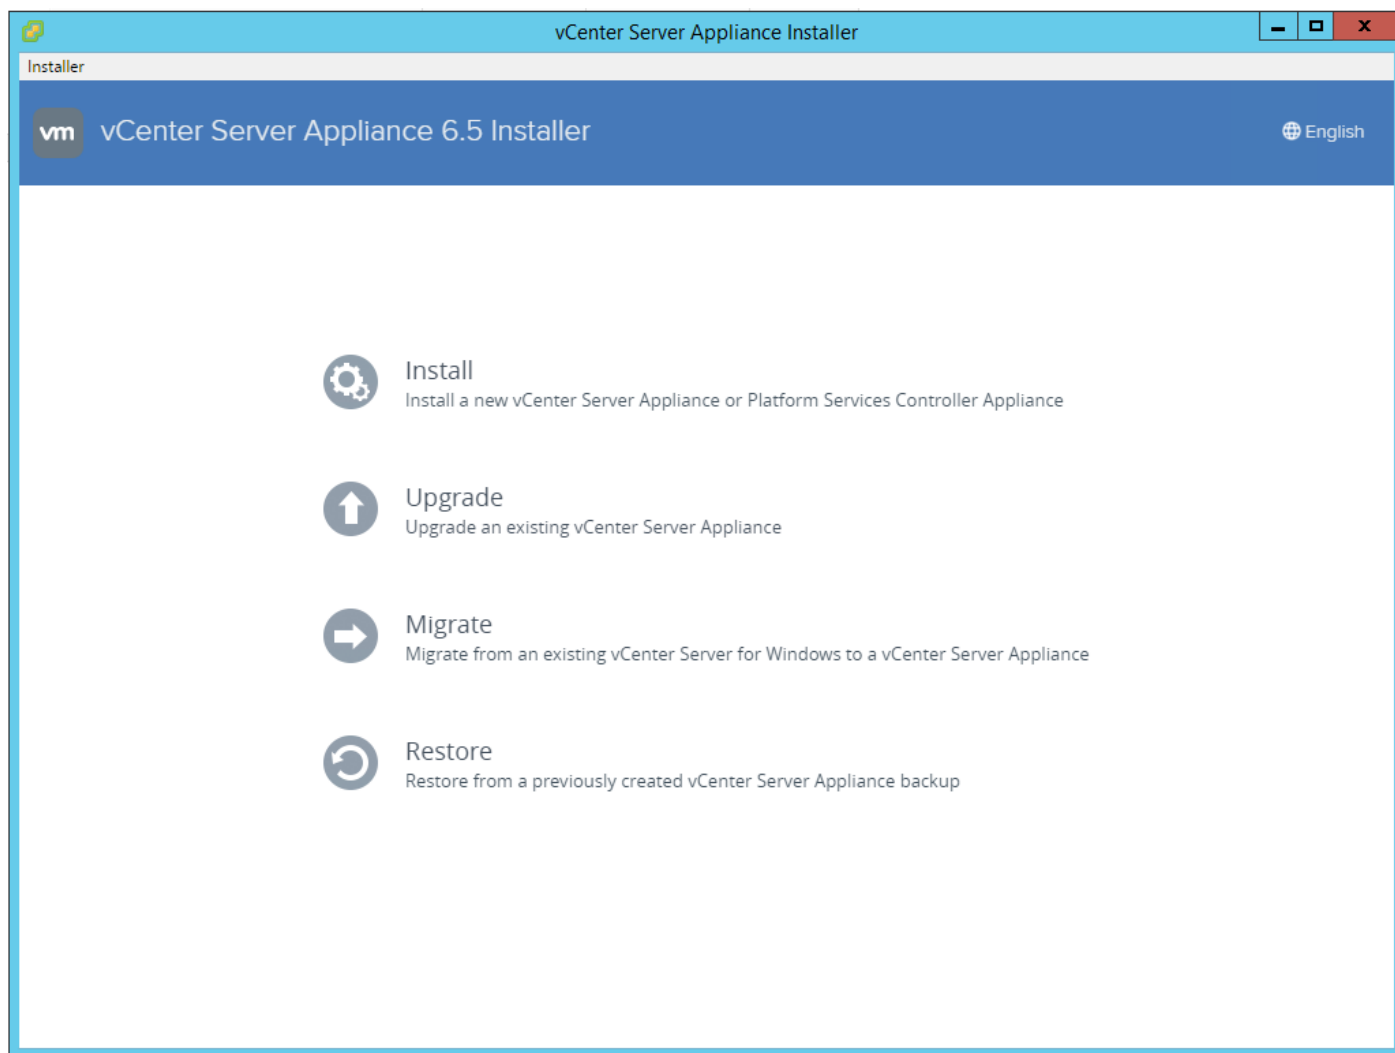 vCenter Server Appliance Installer
Installer
vm vCenter Server Appliance 6.5 Installer English
Install
Install a new vCenter Server Appliance or Platform Services Controller Appliance
Upgrade
Upgrade an existing vCenter Server Appliance
Migrate
Migrate from an existing vCenter Server for Windows to a vCenter Server Appliance
Restore
Restore from a previously created vCenter Server Appliance backup